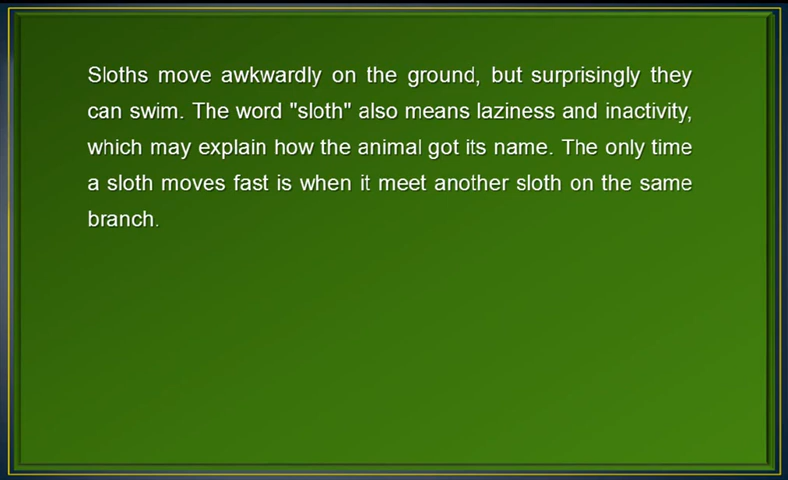 Sloths move awkwardly on the ground, but surprisingly they
can swim. The word "sloth" also means laziness and inactivity,
which may explain how the animal got its name. The only time
a sloth moves fast is when it meet another sloth on the same
branch.